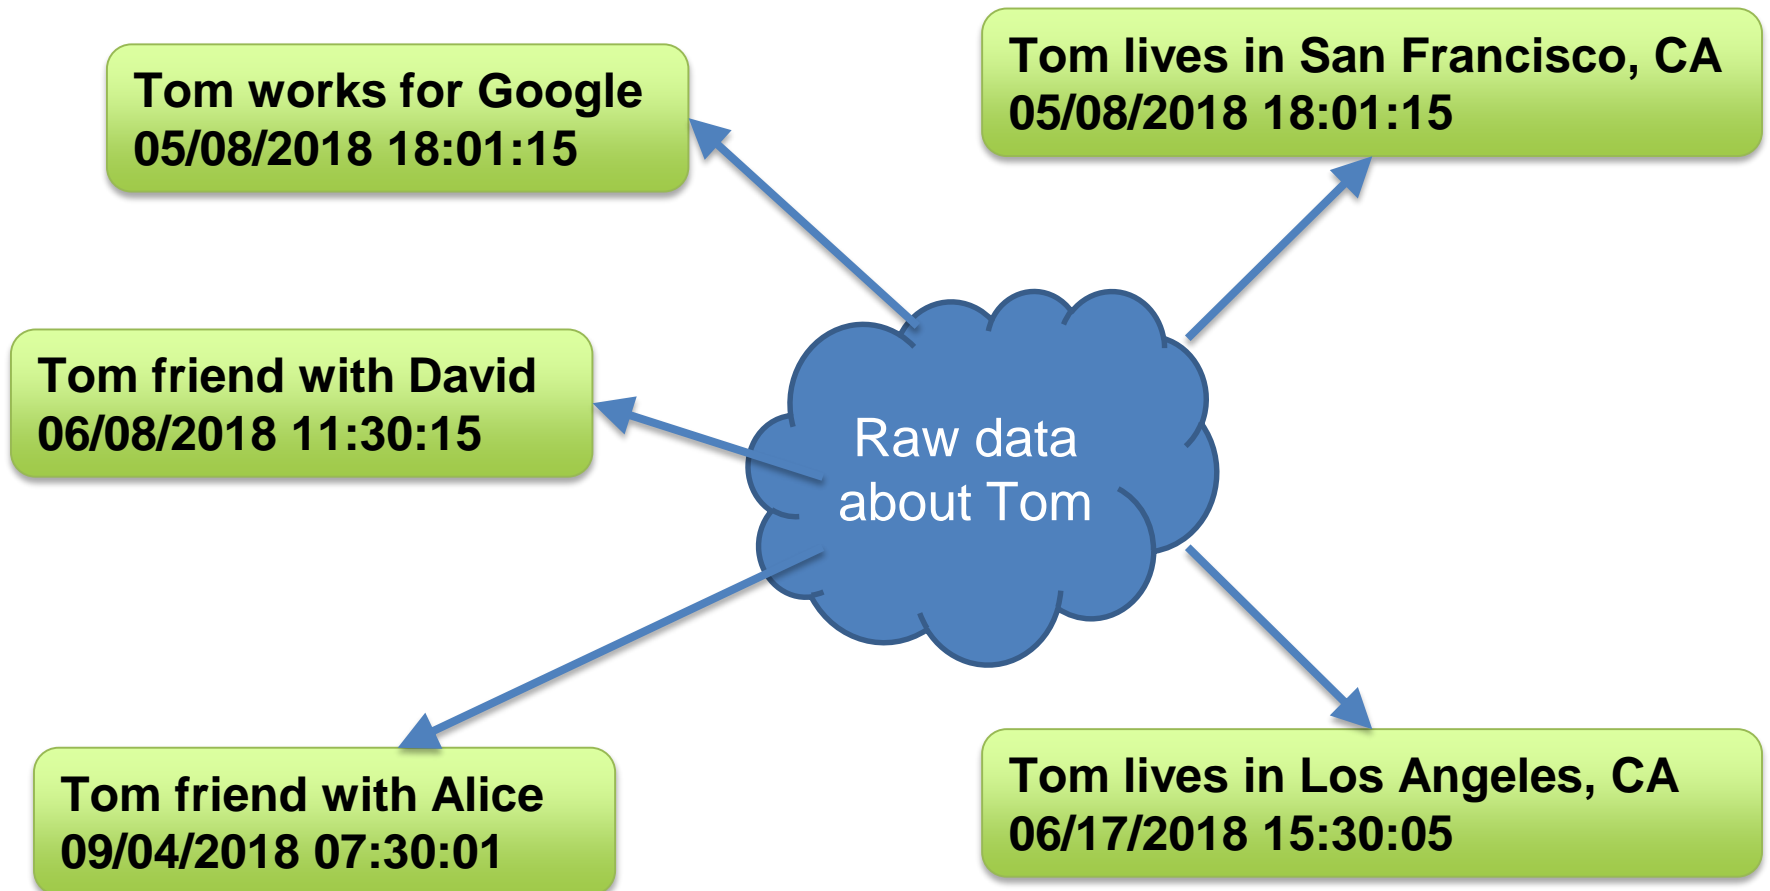 Tom works for Google
05/08/2018 18:01:15
Tom lives in San Francisco, CA
05/08/2018 18:01:15
Tom friend with David
06/08/2018 11:30:15
Raw data
about Tom
Tom friend with Alice
09/04/2018 07:30:01
Tom lives in Los Angeles, CA
06/17/2018 15:30:05